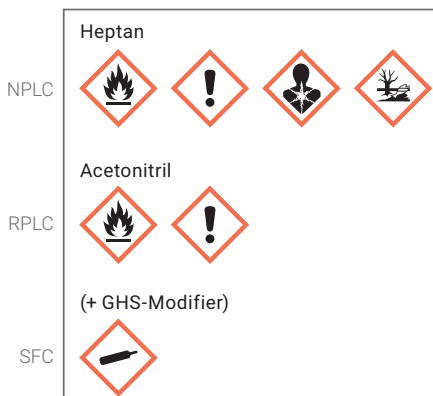 Heptan
NPLC
Acetonitril
RPLC
(+ GHS-Modifier)
SFC